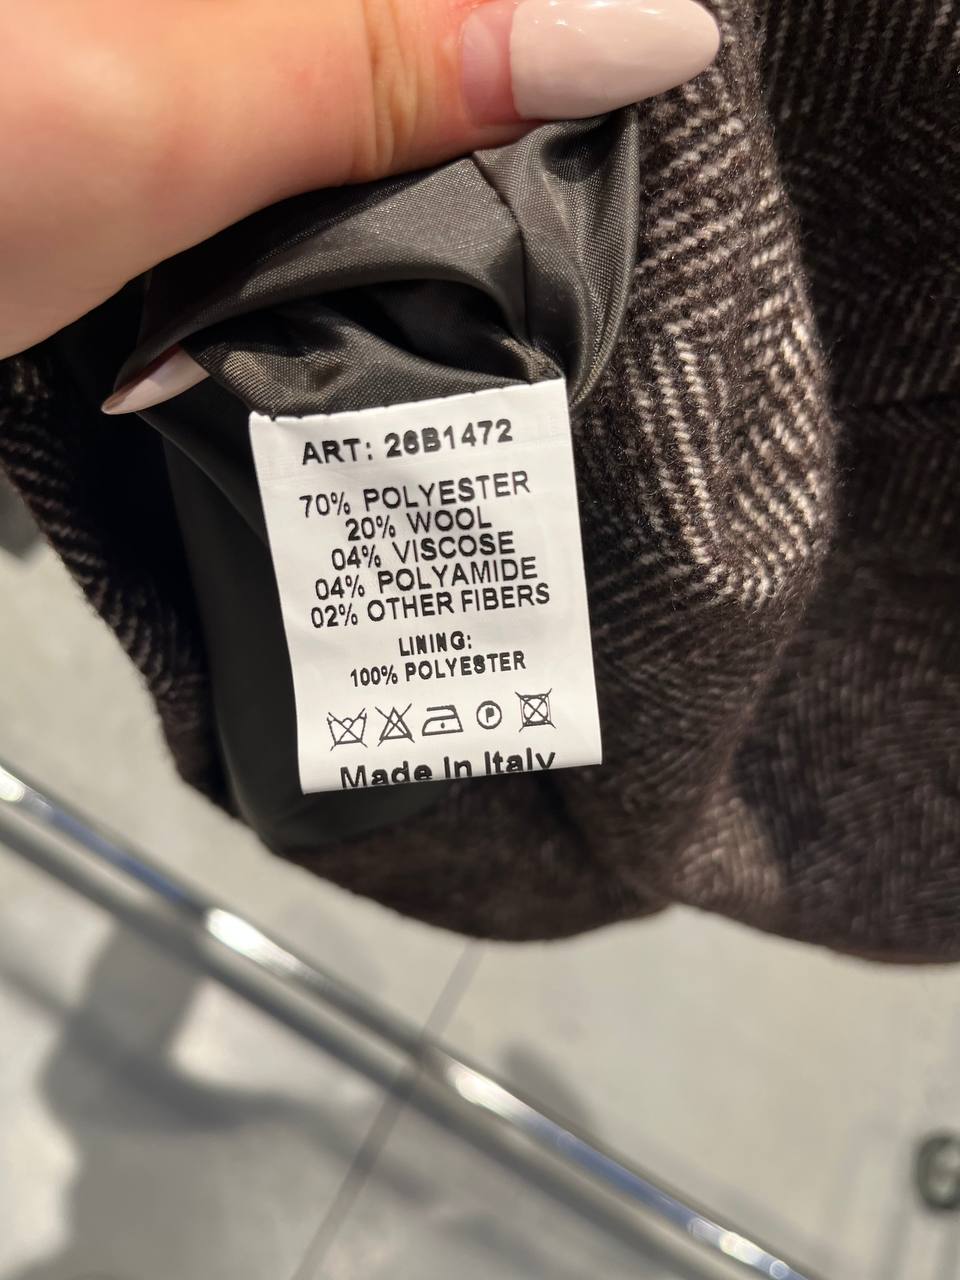 ART: 26B1472
70% POLYESTER
20% WOOL
04% VISCOSE
04% POLYAMIDE
02% OTHER FIBERS
LINING:
100% POLYESTER
P
Made In Italy